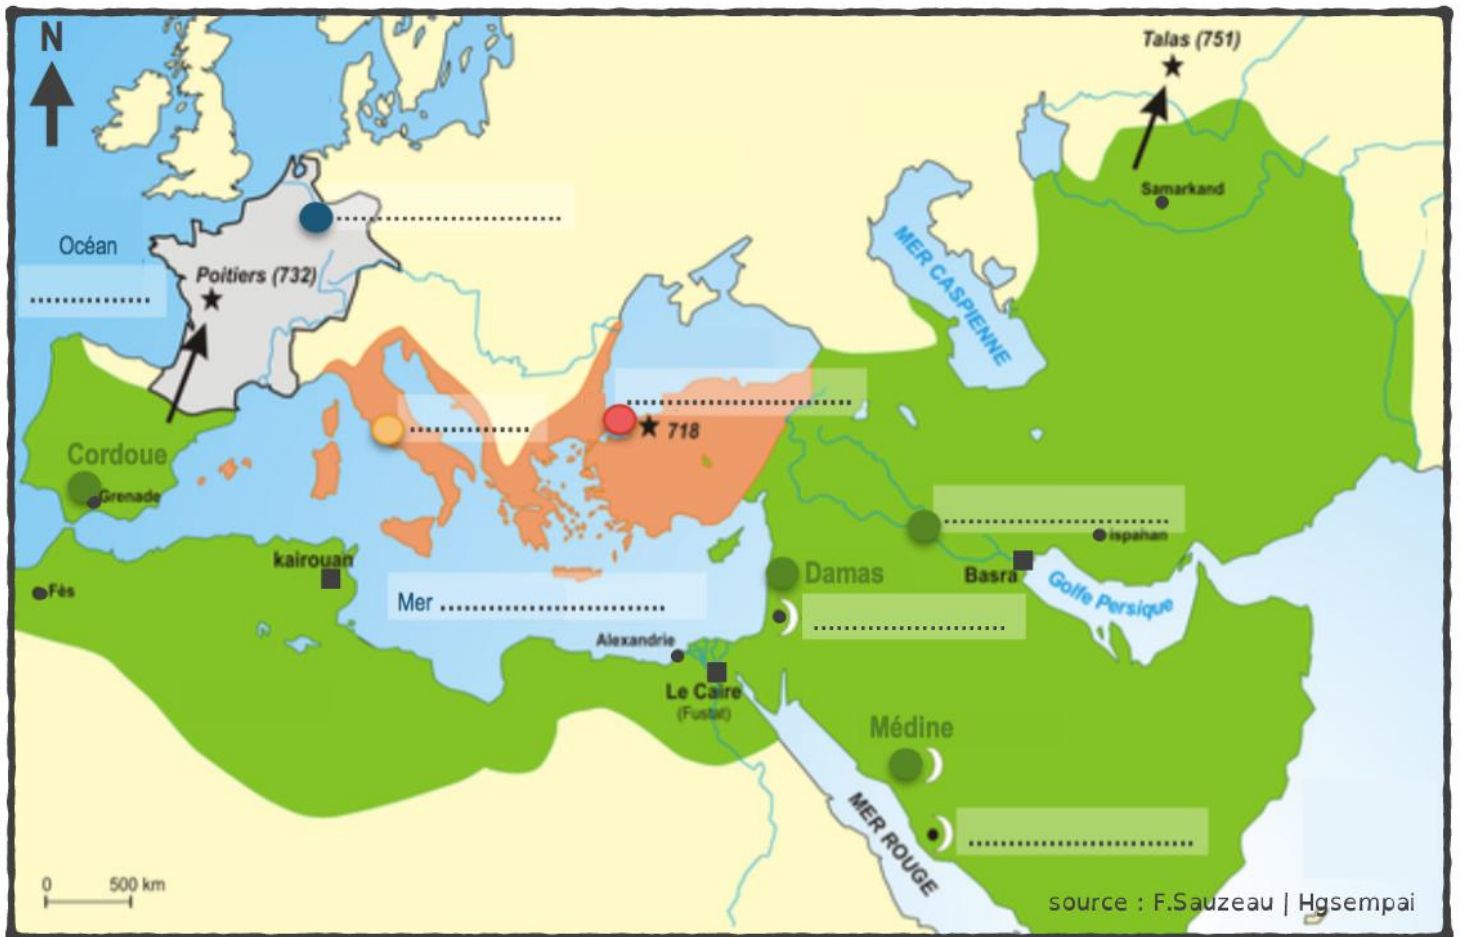 N
Talas (751)
Samarkand
..............................
Océan
................
Poitiers (732)
MER CASPIENNE
..............................
................
718
Cordoue
Grenade
..............................
ispahan
kairouan
Damas
Basra
Golfe Persique
Fès
Mer ..............................
.........................
Alexandrie
Le Caire
(Fustat)
Médine
MER ROUGE
..............................
0 500 km
source : F.Sauzeau | Hgsempai